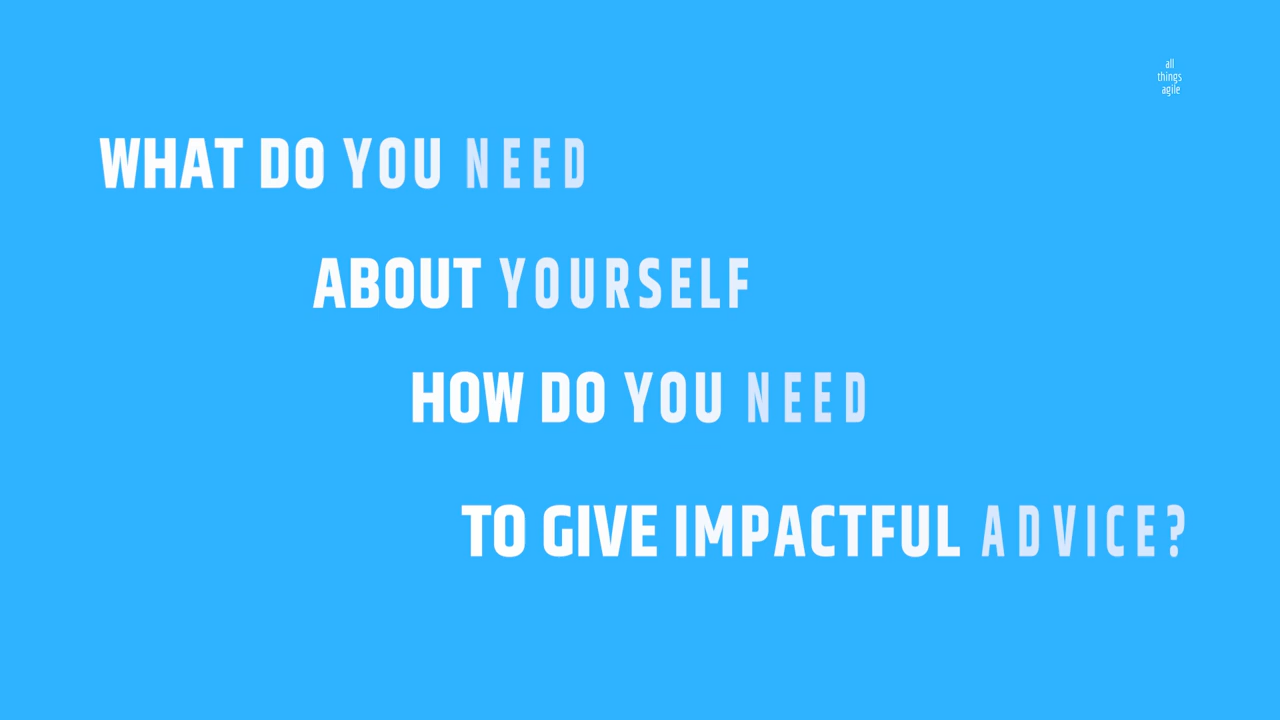 all
things
agile
WHAT DO YOU NEED
ABOUT YOURSELF
HOW DO YOU NEED
TO GIVE IMPACTFUL ADVICE?